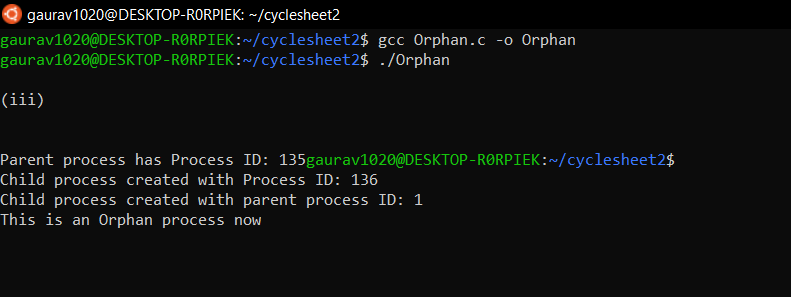 gaurav1020@DESKTOP-R0RPIEK: ~/cyclesheet2
gaurav1020@DESKTOP-R0RPIEK:~/cyclesheet2$ gcc Orphan.c -o Orphan
gaurav1020@DESKTOP-R0RPIEK:~/cyclesheet2$ ./Orphan
(iii)
Parent process has Process ID: 135gaurav1020@DESKTOP-R0RPIEK:~/cyclesheet2$
Child process created with Process ID: 136
Child process created with parent process ID: 1
This is an Orphan process now